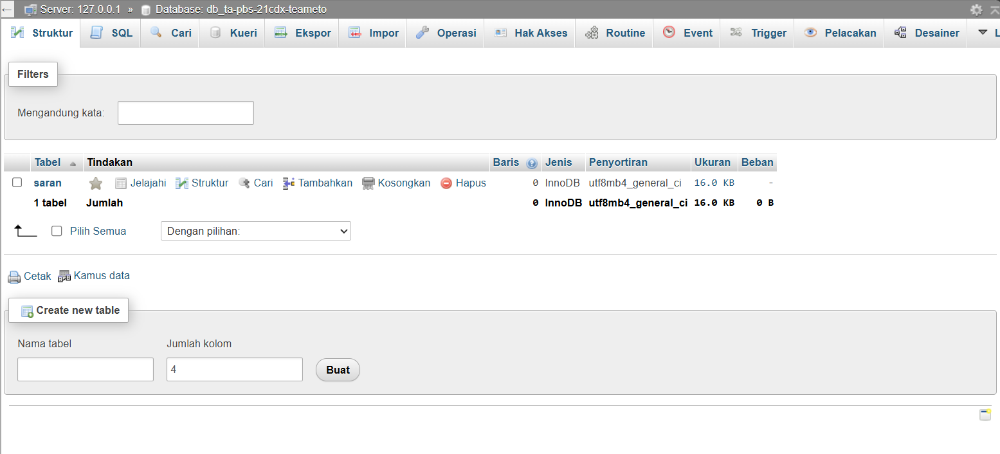 Server: 127.0.0.1 » Database: db_ta-pbs-21cdx-teameto
Struktur SQL Cari Kueri Ekspor Impor Operasi Hak Akses Routine Event Trigger Pelacakan Desainer L
Filters
Mengandung kata:
Tabel Tindakan Baris Jenis Penyortiran Ukuran Beban
saran Jelajahi Struktur Cari Tambahkan Kosongkan Hapus 0 InnoDB utf8mb4_general_ci 16.0 KB -
1 tabel Jumlah 0 InnoDB utf8mb4_general_ci 16.0 KB 0 B
Pilih Semua Dengan pilihan:
Cetak Kamus data
Create new table
Nama tabel Jumlah kolom
4 Buat